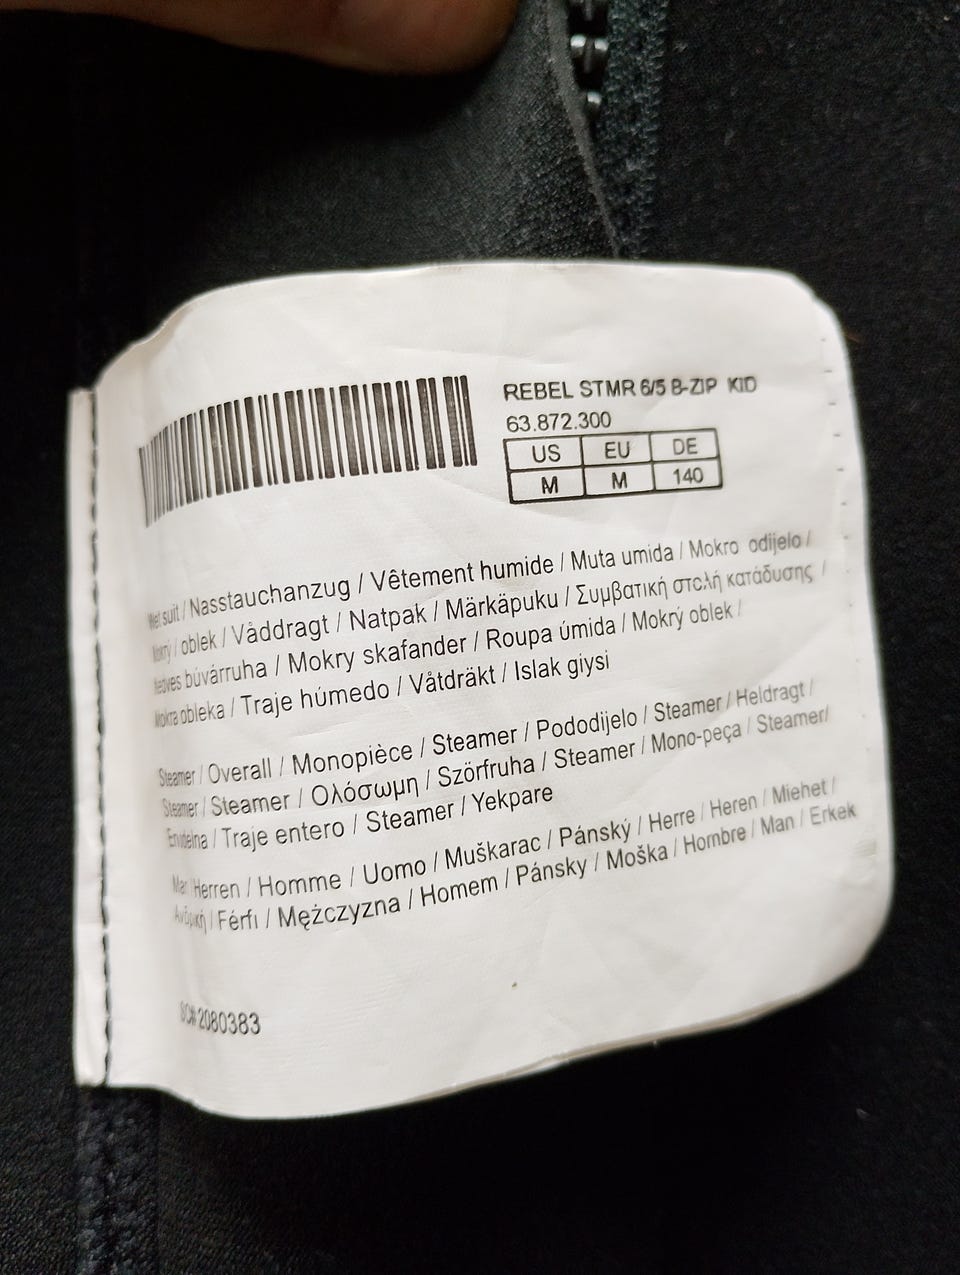 REBEL STMR 6/5 B-ZIP KID
63.872.300
US EU DE
M M 140
Wet suit / Nasstauchanzug / Vêtement humide / Muta umida / Mokro odijelo /
Mokrý / oblek / Våddragt / Natpak / Märkäpuku / Συμβατική στολή κατάδυσης /
Nedves búvárruha / Mokry skafander / Roupa úmida / Mokrý oblek /
Mokra obleka / Traje húmedo / Våtdräkt / Islak giysi
Steamer / Overall / Monopièce / Steamer / Pododijelo / Steamer / Heldragt /
Steamer / Steamer / Ολόσωμη / Szörfruha / Steamer / Mono-peça / Steamer/
Enidelna / Traje entero / Steamer / Yekpare
Man Herren / Homme / Uomo / Muškarac / Pánský / Herre / Heren / Miehet /
Ανδρική / Férfi / Mężczyzna / Homem / Pánsky / Moška / Hombre / Man / Erkek
SC# 2080383